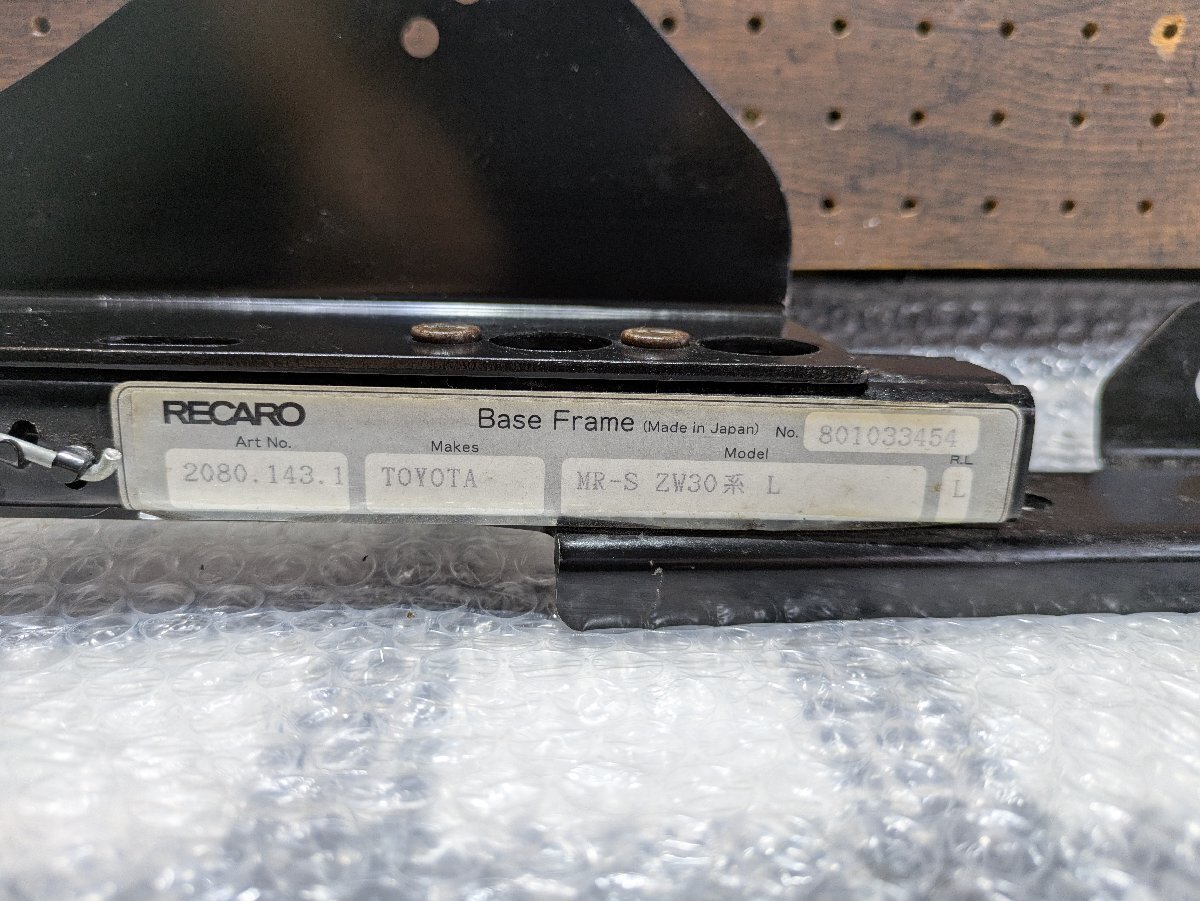 RECARO Base Frame (Made in Japan) No. 801033454
Art No. Makes Model R.L
2080.143.1 TOYOTA MR-S ZW30系 L L